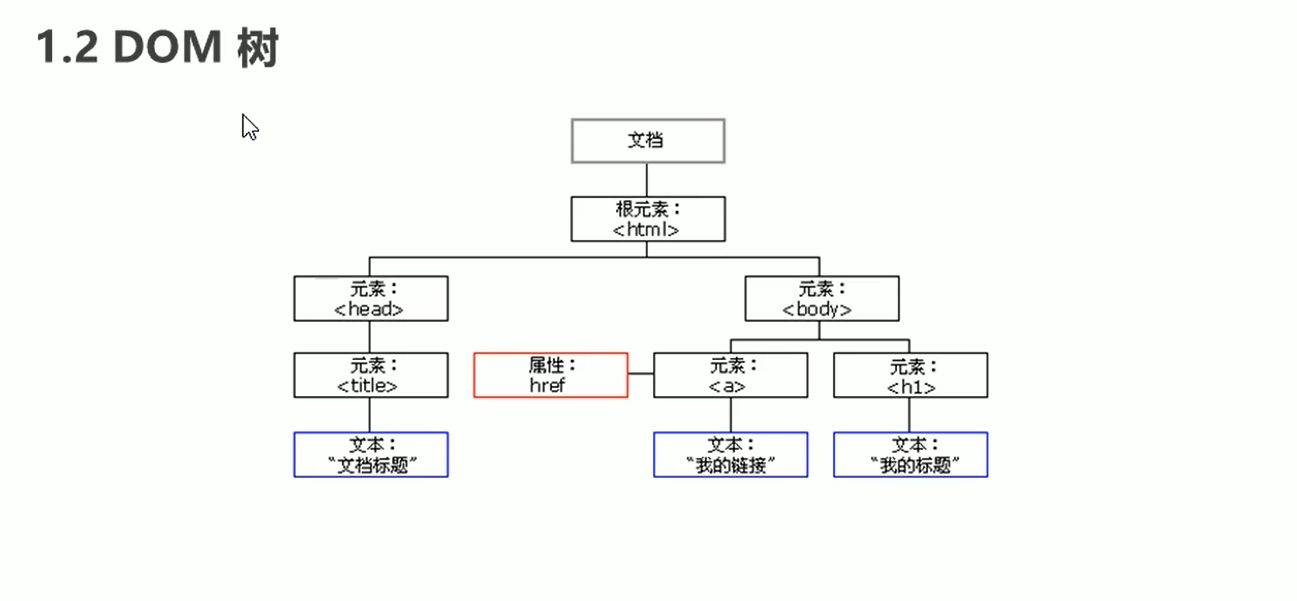 1.2 DOM 树
文档
根元素：
<html>
元素：
<head>
元素：
<body>
元素：
<title>
属性：
href
元素：
<a>
元素：
<h1>
文本：
“文档标题”
文本：
“我的链接”
文本：
“我的标题”